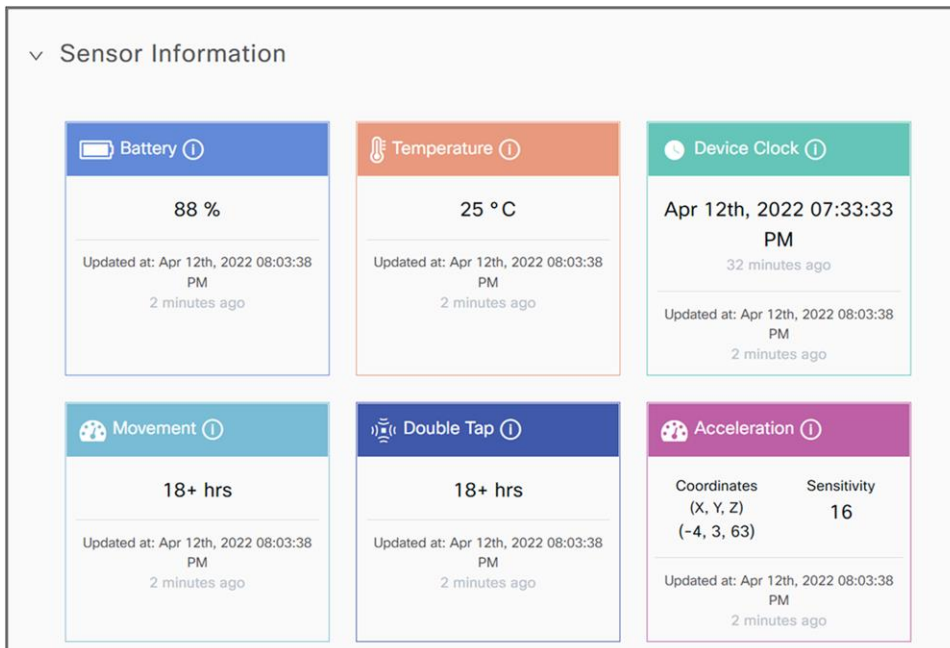 Sensor Information
Battery
88 %
Updated at: Apr 12th, 2022 08:03:38
PM
2 minutes ago
Temperature
25 °C
Updated at: Apr 12th, 2022 08:03:38
PM
2 minutes ago
Device Clock
Apr 12th, 2022 07:33:33
PM
32 minutes ago
Updated at: Apr 12th, 2022 08:03:38
PM
2 minutes ago
Movement
18+ hrs
Updated at: Apr 12th, 2022 08:03:38
PM
2 minutes ago
Double Tap
18+ hrs
Updated at: Apr 12th, 2022 08:03:38
PM
2 minutes ago
Acceleration
Coordinates
(X, Y, Z)
(-4, 3, 63)
Sensitivity
16
Updated at: Apr 12th, 2022 08:03:38
PM
2 minutes ago